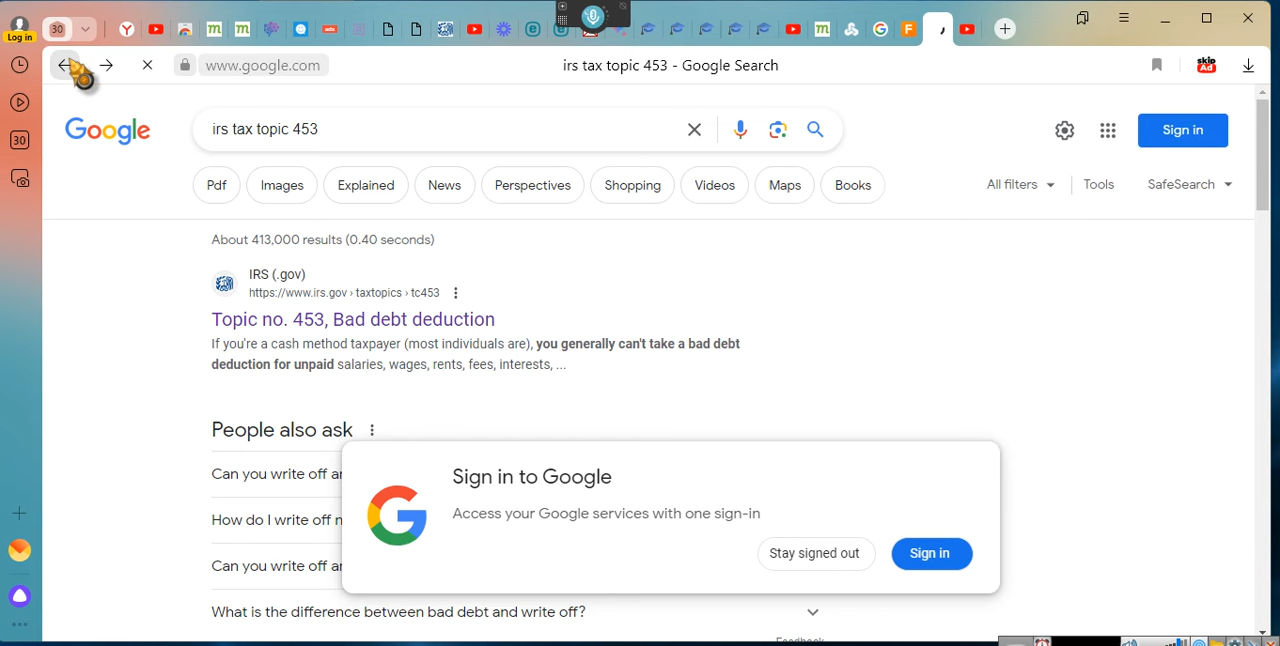 Log in
30
www.google.com
irs tax topic 453 - Google Search
skip
Ad
30
Google
irs tax topic 453
Sign in
Pdf
Images
Explained
News
Perspectives
Shopping
Videos
Maps
Books
All filters
Tools
SafeSearch
About 413,000 results (0.40 seconds)
IRS (.gov)
https://www.irs.gov › taxtopics › tc453
Topic no. 453, Bad debt deduction
If you're a cash method taxpayer (most individuals are), you generally can't take a bad debt
deduction for unpaid salaries, wages, rents, fees, interests, ...
People also ask
Can you write off
How do I write off
Can you write off
What is the difference between bad debt and write off?
Sign in to Google
Access your Google services with one sign-in
Stay signed out
Sign in
Feedback